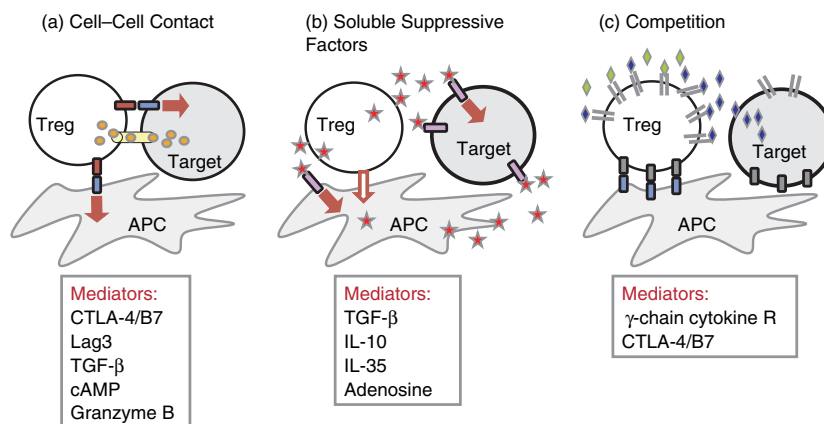 (a) Cell–Cell Contact
Treg
Target
APC
Mediators:
CTLA-4/B7
Lag3
TGF-β
cAMP
Granzyme B
(b) Soluble Suppressive
Factors
Treg
Target
APC
Mediators:
TGF-β
IL-10
IL-35
Adenosine
(c) Competition
Treg
Target
APC
Mediators:
γ-chain cytokine R
CTLA-4/B7